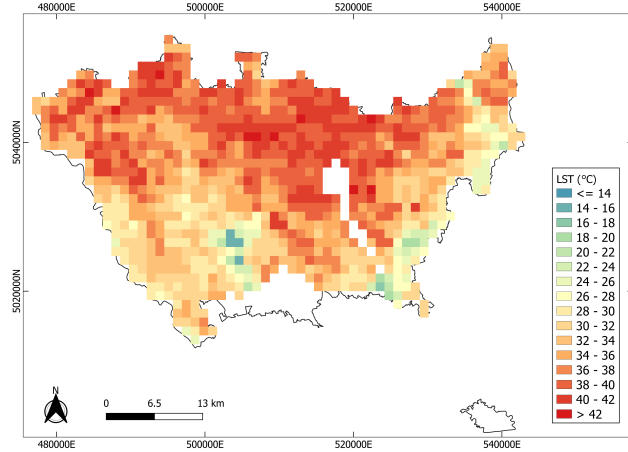 480000E 500000E 520000E 540000E
5040000N
5020000N
LST (°C)
<= 14
14 - 16
16 - 18
18 - 20
20 - 22
22 - 24
24 - 26
26 - 28
28 - 30
30 - 32
32 - 34
34 - 36
36 - 38
38 - 40
40 - 42
> 42
N
0 6.5 13 km
480000E 500000E 520000E 540000E